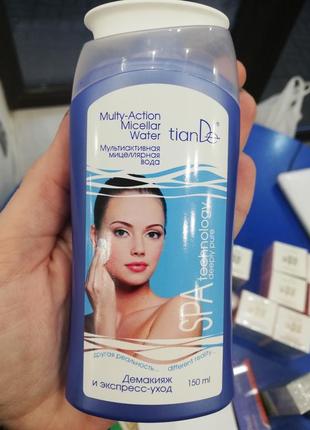 Multy-Action
Micellar
Water
Мультиактивная
мицеллярная
вода
tianDe
SPA technology
deeply pure
другая реальность...
different reality...
Демакияж
и экспресс-уход
150 ml